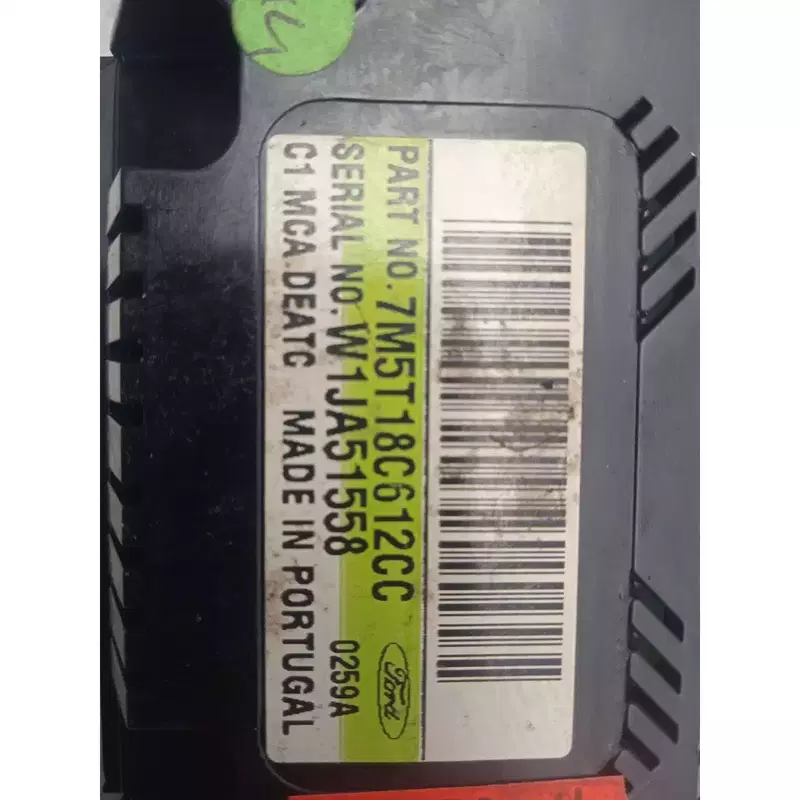 PART NO. 7M5T18C612CC
SERIAL NO. W1JA51558
0259A
Ford
C1 MCA DEATC MADE IN PORTUGAL